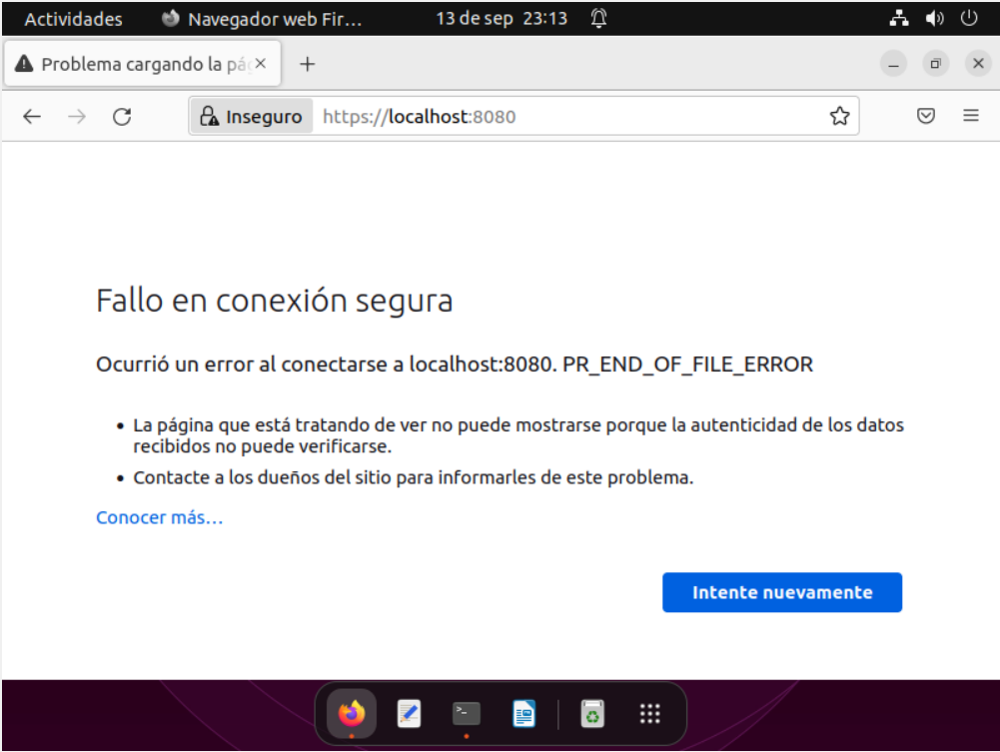 Actividades Navegador web Fir... 13 de sep 23:13
Problema cargando la pá
Inseguro https://localhost:8080
Fallo en conexión segura
Ocurrió un error al conectarse a localhost:8080. PR_END_OF_FILE_ERROR
La página que está tratando de ver no puede mostrarse porque la autenticidad de los datos
recibidos no puede verificarse.
Contacte a los dueños del sitio para informarles de este problema.
Conocer más...
Intente nuevamente